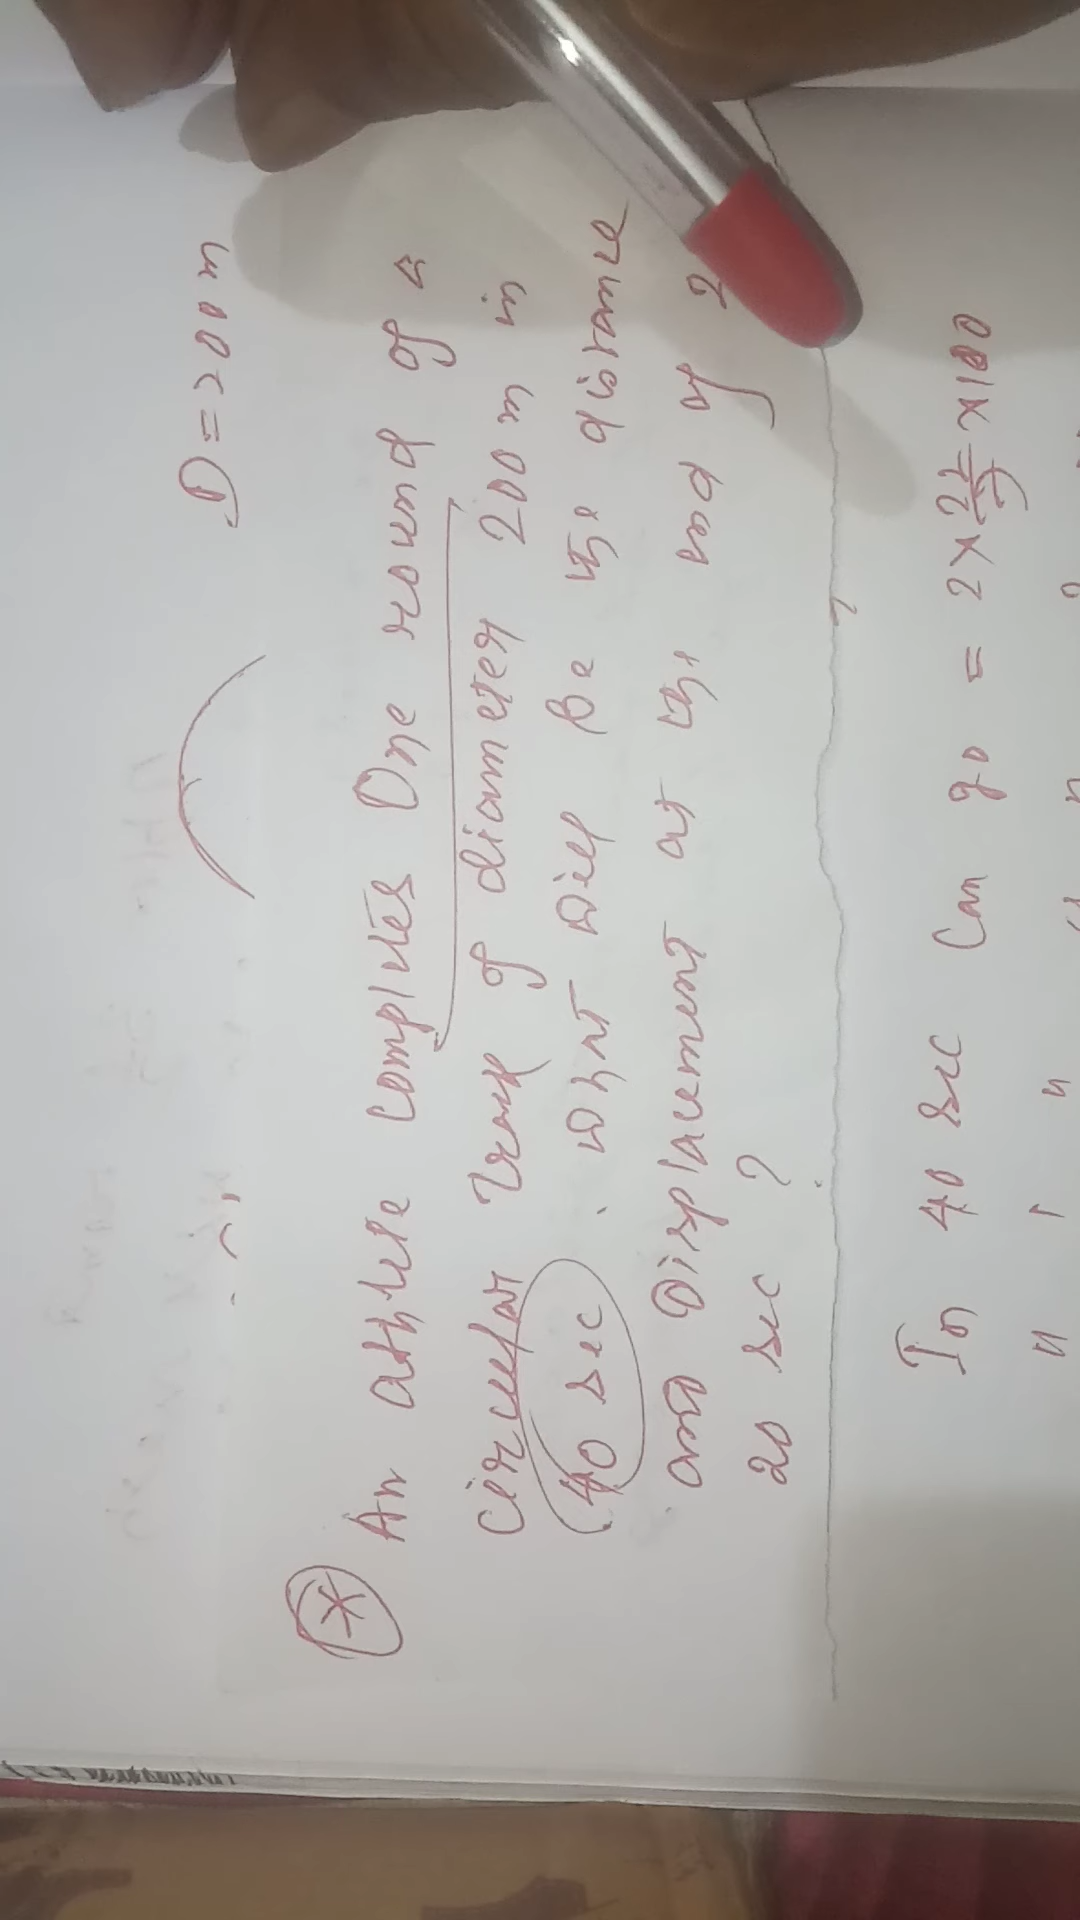 D = 200 m
An athlete completes One round of a
circular Track of diameter 200 m in
40 sec. What will Be the distance
and Displacement at the end of 2
20 sec ?
In 40 sec Can go = 2 x 22/7 x 100